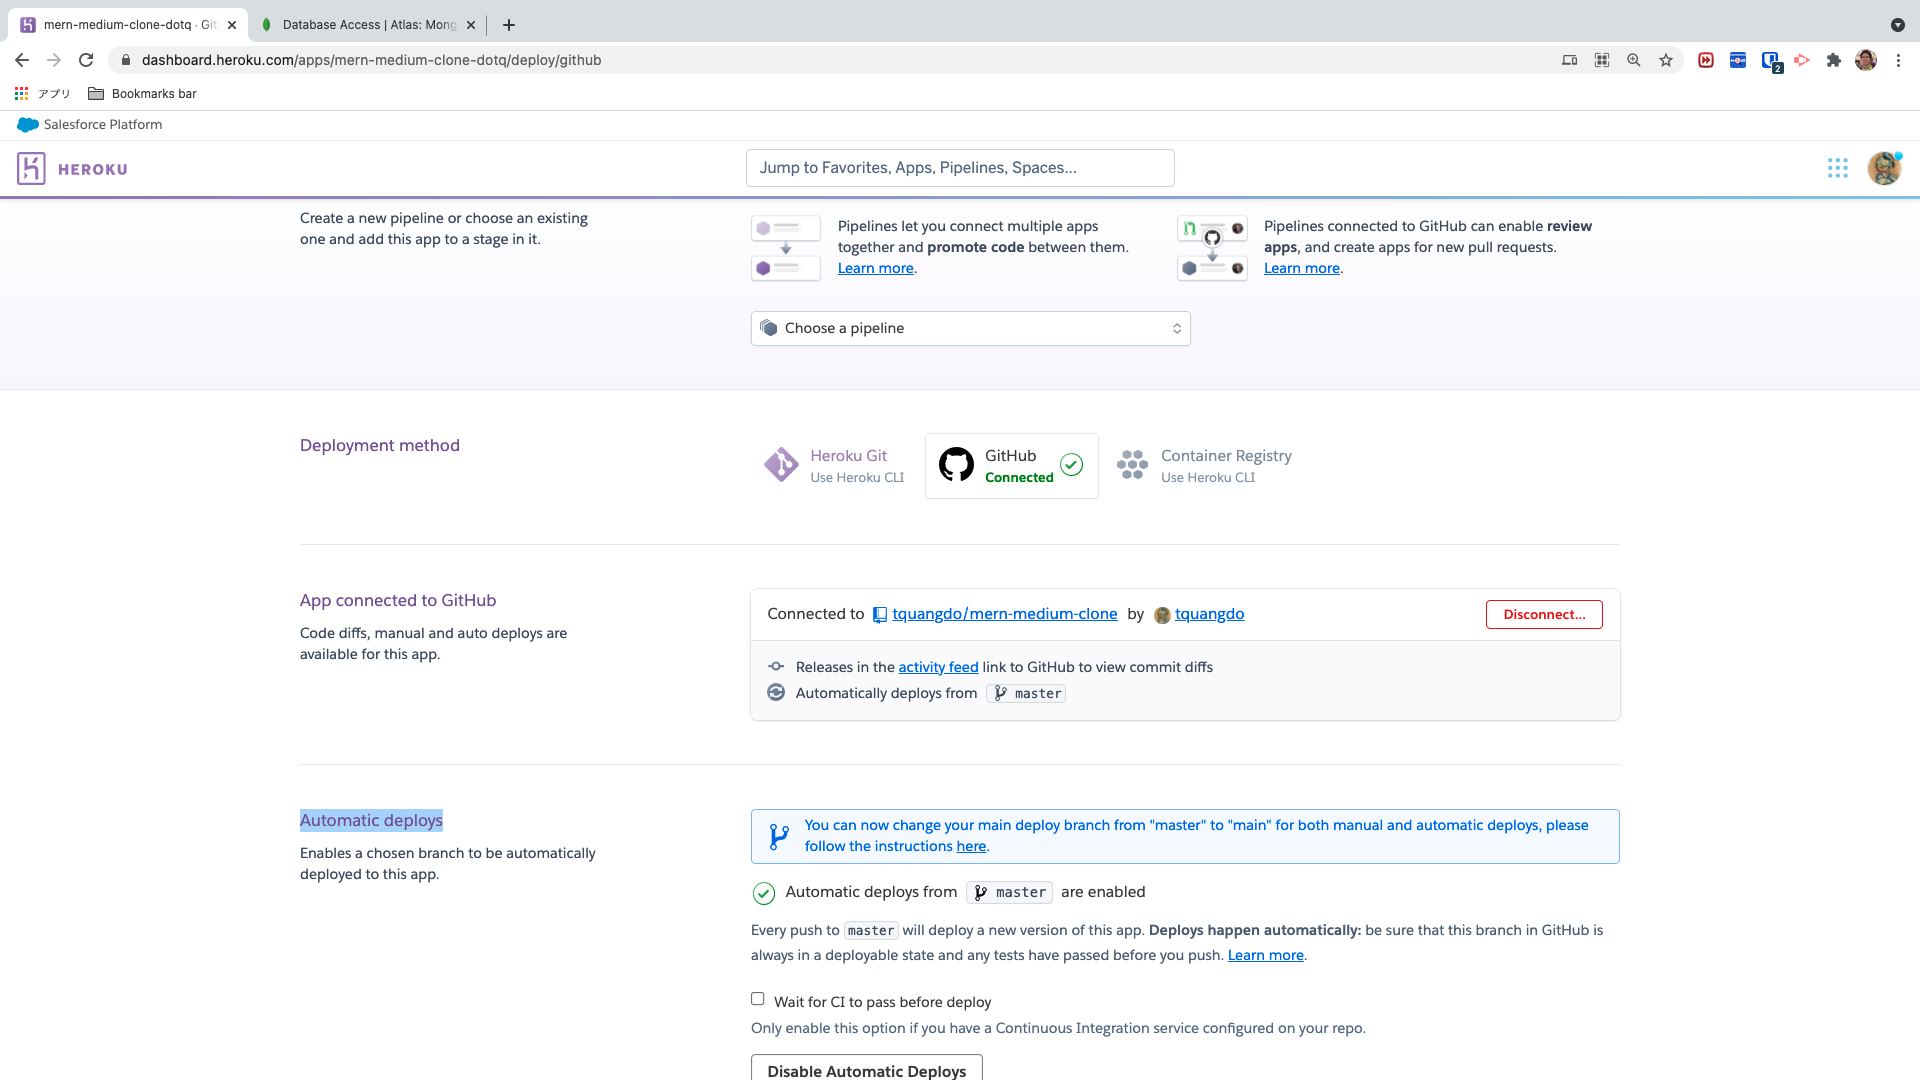 mern-medium-clone-dotq · Git
Database Access | Atlas: Mong
dashboard.heroku.com/apps/mern-medium-clone-dotq/deploy/github
2
アプリ
Bookmarks bar
Salesforce Platform
HEROKU
Jump to Favorites, Apps, Pipelines, Spaces...
Create a new pipeline or choose an existing
one and add this app to a stage in it.
Pipelines let you connect multiple apps
together and promote code between them.
Learn more.
Pipelines connected to GitHub can enable review
apps, and create apps for new pull requests.
Learn more.
Choose a pipeline
Deployment method
Heroku Git
Use Heroku CLI
GitHub
Connected
Container Registry
Use Heroku CLI
App connected to GitHub
Code diffs, manual and auto deploys are
available for this app.
Connected to tquangdo/mern-medium-clone by tquangdo
Disconnect...
Releases in the activity feed link to GitHub to view commit diffs
Automatically deploys from master
Automatic deploys
Enables a chosen branch to be automatically
deployed to this app.
You can now change your main deploy branch from "master" to "main" for both manual and automatic deploys, please
follow the instructions here.
Automatic deploys from master are enabled
Every push to master will deploy a new version of this app. Deploys happen automatically: be sure that this branch in GitHub is
always in a deployable state and any tests have passed before you push. Learn more.
Wait for CI to pass before deploy
Only enable this option if you have a Continuous Integration service configured on your repo.
Disable Automatic Deploys